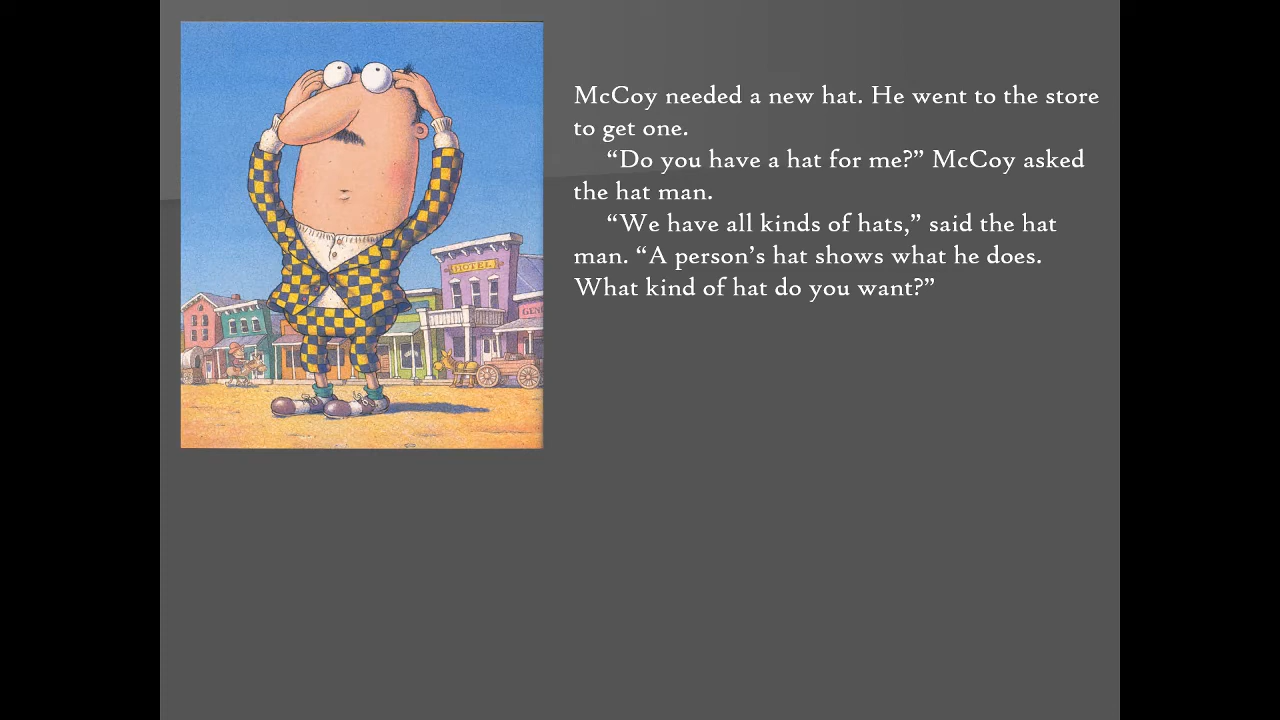 McCoy needed a new hat. He went to the store
to get one.
“Do you have a hat for me?” McCoy asked
the hat man.
“We have all kinds of hats,” said the hat
man. “A person’s hat shows what he does.
What kind of hat do you want?”
HOTEL
GEN